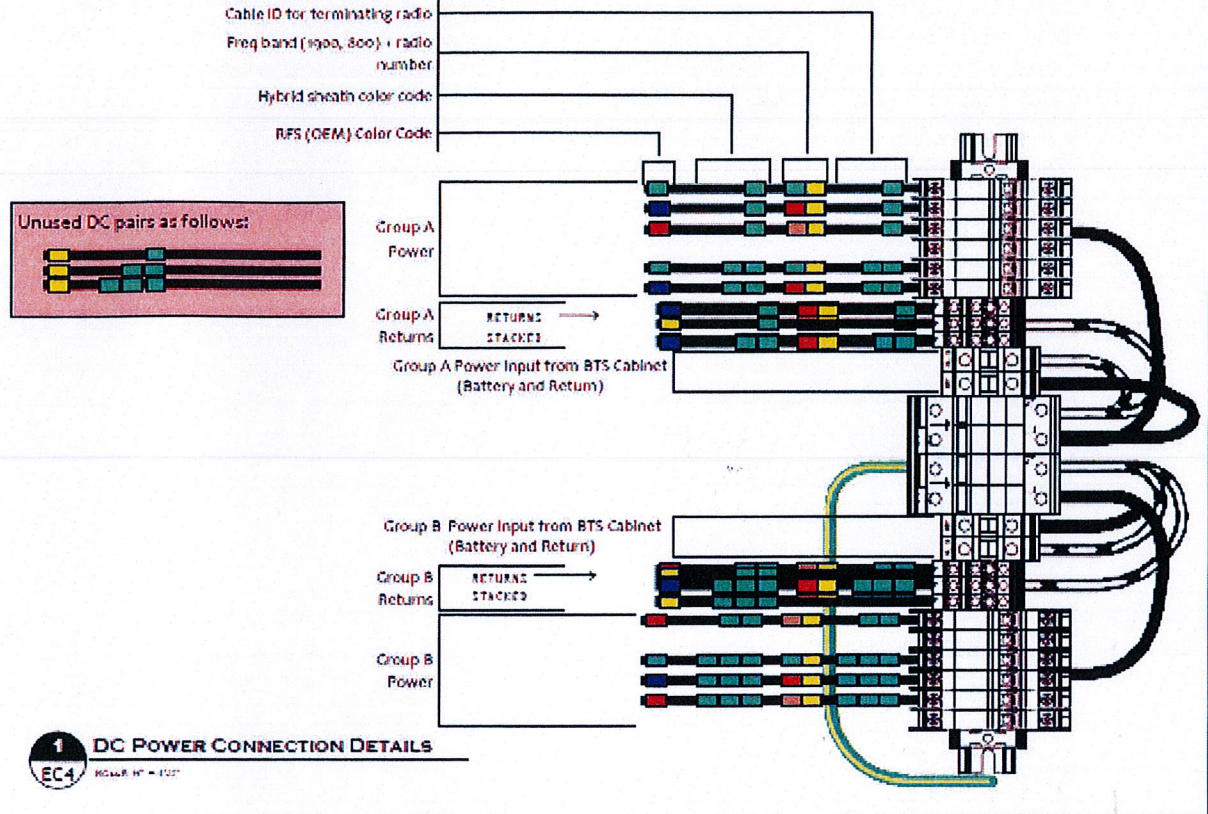 Cable ID for terminating radio
Freq band (1900, 800) + radio
number
Hybrid sheath color code
RFS (OEM) Color Code
Unused DC pairs as follows:
Group A
Power
Group A
Returns
RETURNS
STACKED
Group A Power Input from BTS Cabinet
(Battery and Return)
Group B Power Input from BTS Cabinet
(Battery and Return)
Group B
Returns
RETURNS
STACKED
Group B
Power
1
EC4
DC POWER CONNECTION DETAILS